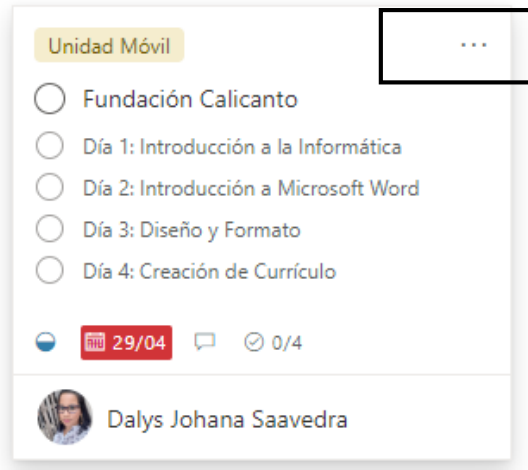 Unidad Móvil
...
Fundación Calicanto
Día 1: Introducción a la Informática
Día 2: Introducción a Microsoft Word
Día 3: Diseño y Formato
Día 4: Creación de Currículo
29/04 0/4
Dalys Johana Saavedra